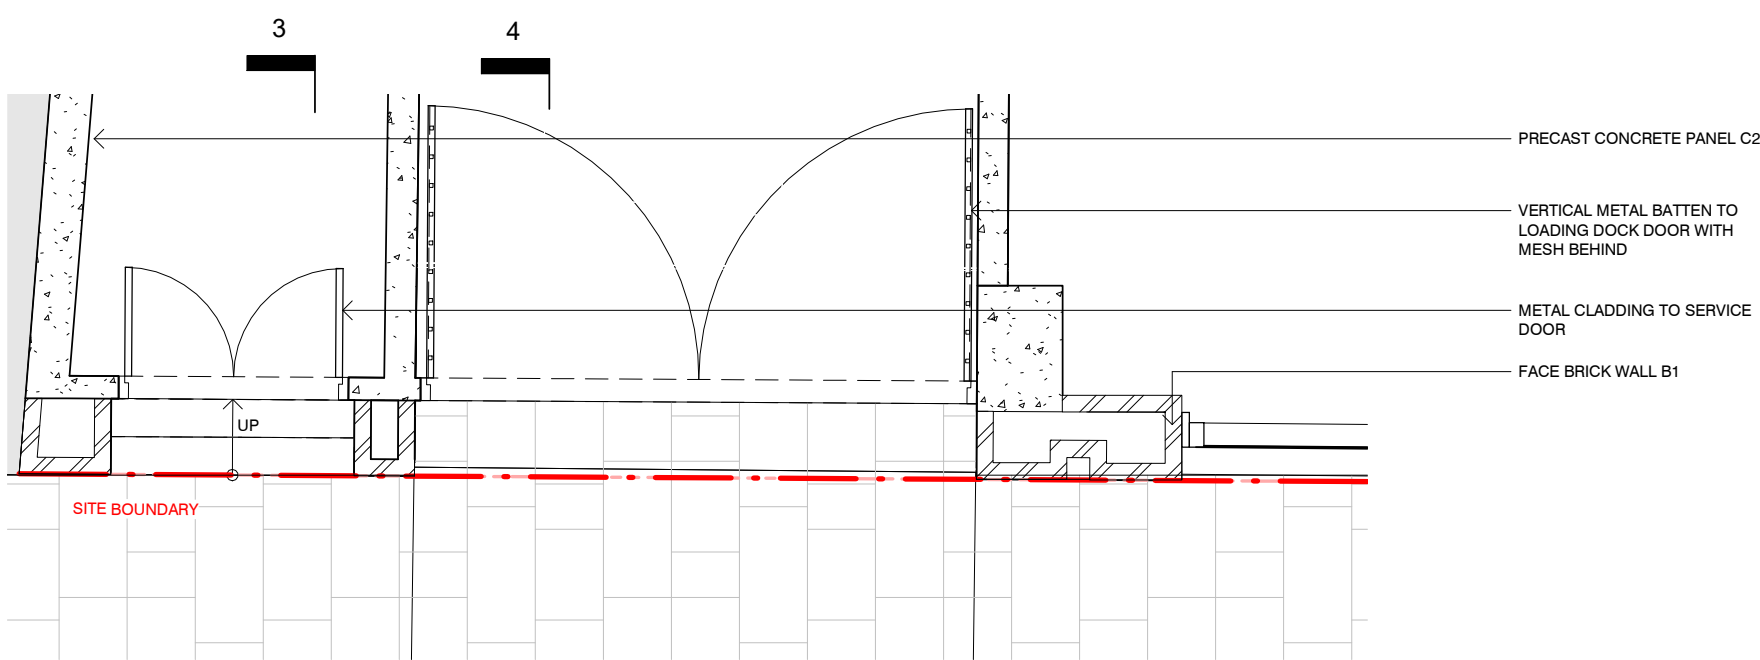 3
4
PRECAST CONCRETE PANEL C2
VERTICAL METAL BATTEN TO
LOADING DOCK DOOR WITH
MESH BEHIND
METAL CLADDING TO SERVICE
DOOR
FACE BRICK WALL B1
UP
SITE BOUNDARY